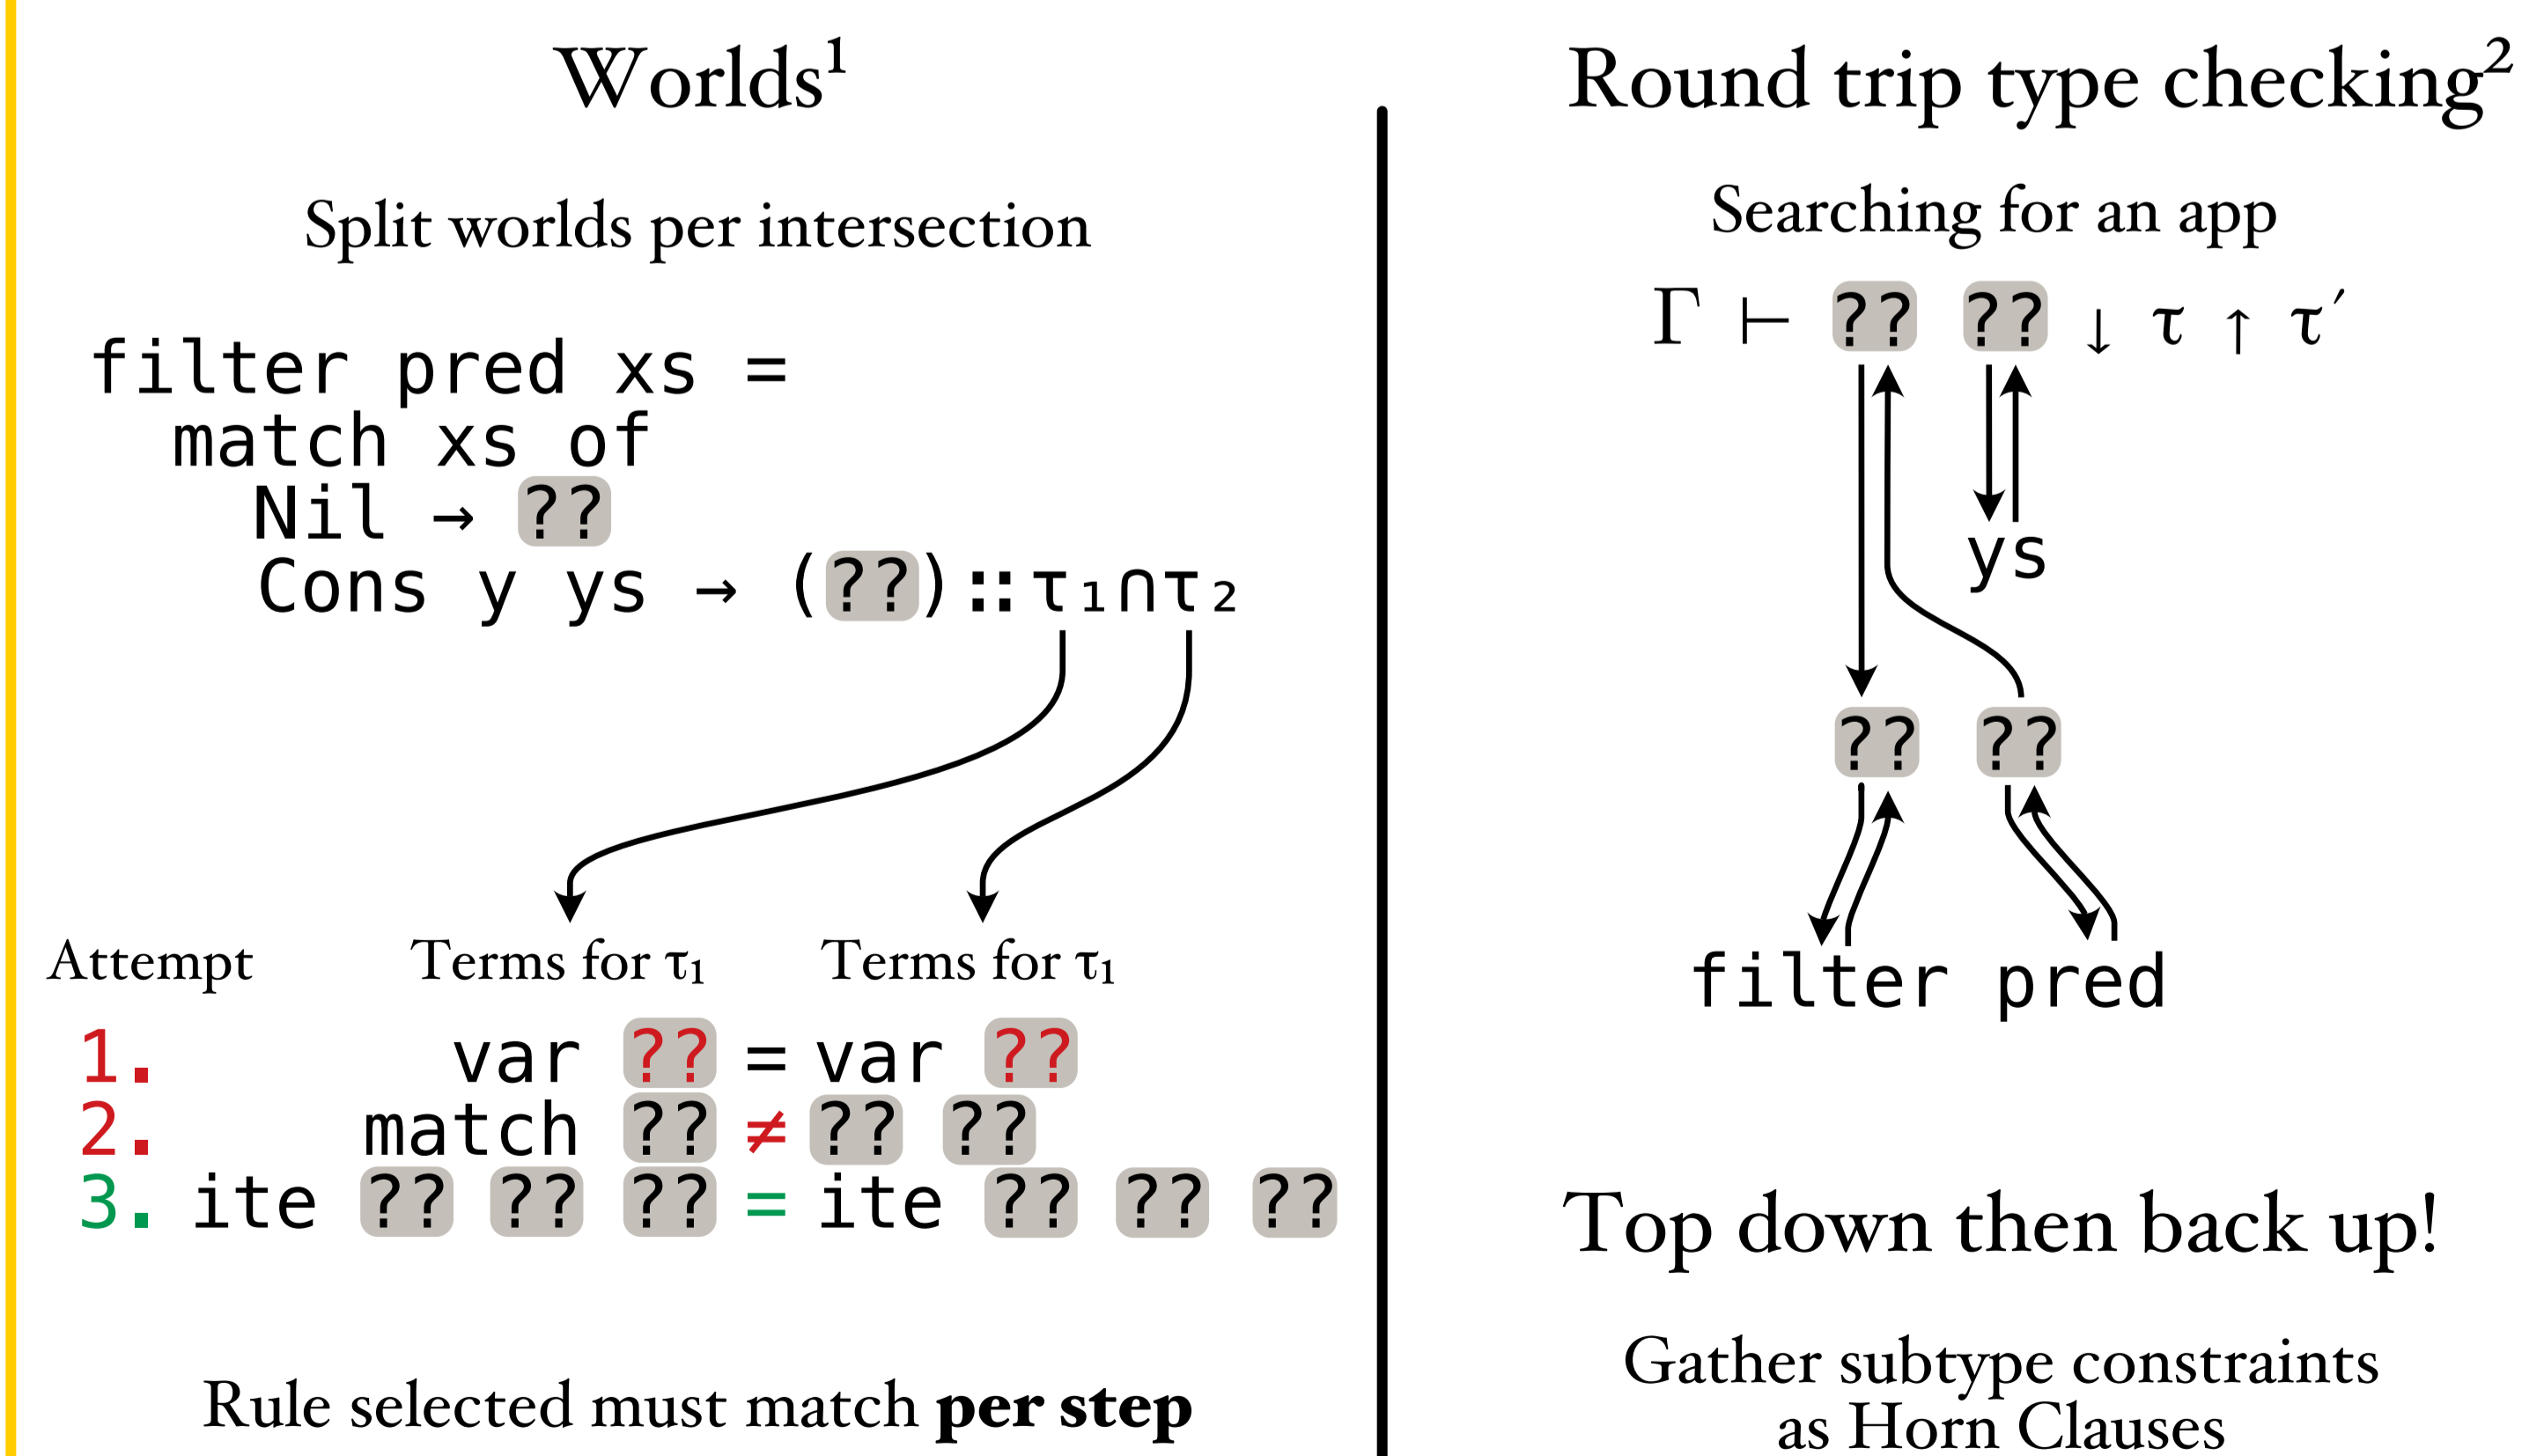 Worlds¹
Split worlds per intersection
filter pred xs =
match xs of
Nil → ??
Cons y ys → (??)::τ₁∩τ₂
Attempt Terms for τ₁ Terms for τ₁
1. var ?? = var ??
2. match ?? ≠ ?? ??
3. ite ?? ?? ?? = ite ?? ?? ??
Rule selected must match per step
Round trip type checking²
Searching for an app
Γ ⊢ ?? ?? ↓ τ ↑ τ′
ys
?? ??
filter pred
Top down then back up!
Gather subtype constraints
as Horn Clauses